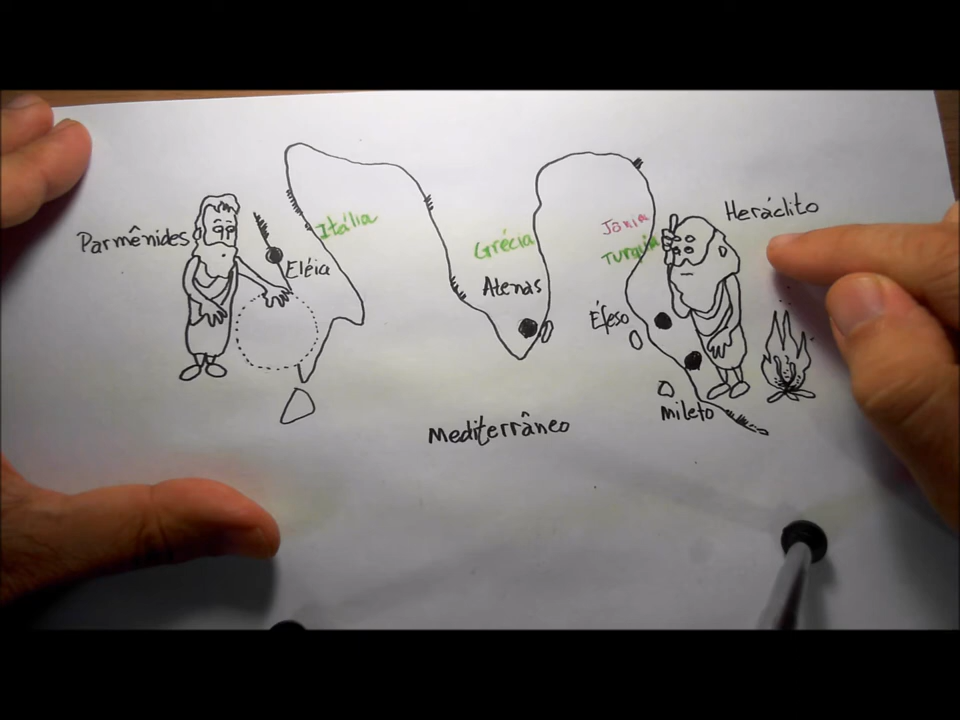 Parmênides
Eléia
Itália
Grécia
Atenas
Jônia
Turquia
Heráclito
Éfeso
Mileto
Mediterrâneo